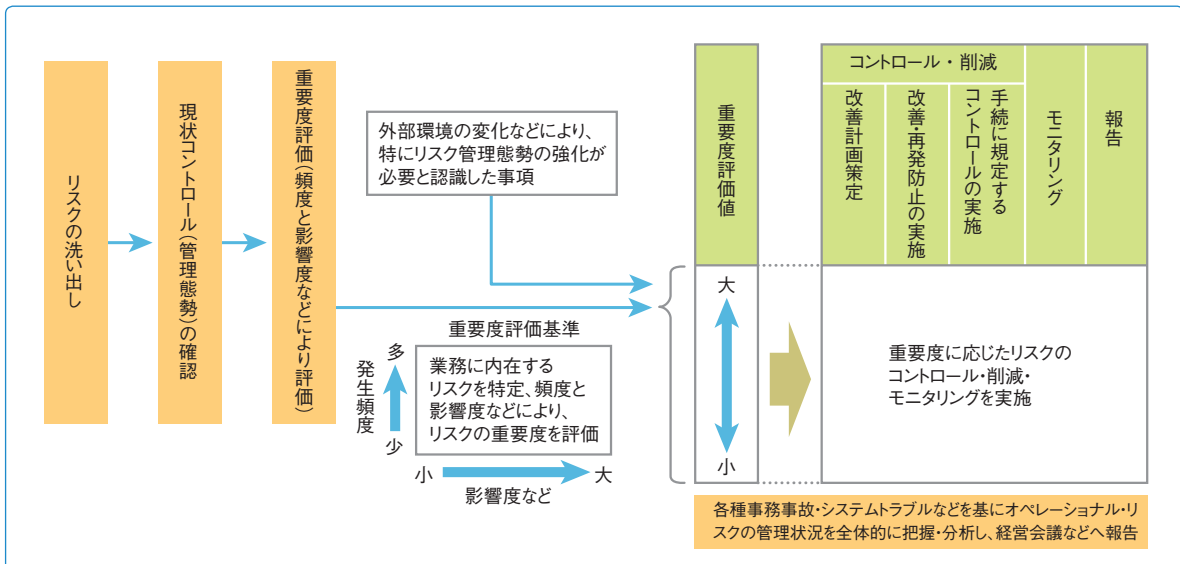 リスクの洗い出し
現状コントロール(管理態勢)の確認
重要度評価(頻度と影響度などにより評価)
外部環境の変化などにより、
特にリスク管理態勢の強化が
必要と認識した事項
重要度評価基準
発生頻度
多
少
業務に内在する
リスクを特定、頻度と
影響度などにより、
リスクの重要度を評価
小
大
影響度など
重要度評価値
大
小
コントロール・削減
改善計画策定
改善・再発防止の実施
手続に規定する
コントロールの実施
モニタリング
報告
重要度に応じたリスクの
コントロール・削減・
モニタリングを実施
各種事務事故・システムトラブルなどを基にオペレーショナル・リ
スクの管理状況を全体的に把握・分析し、経営会議などへ報告